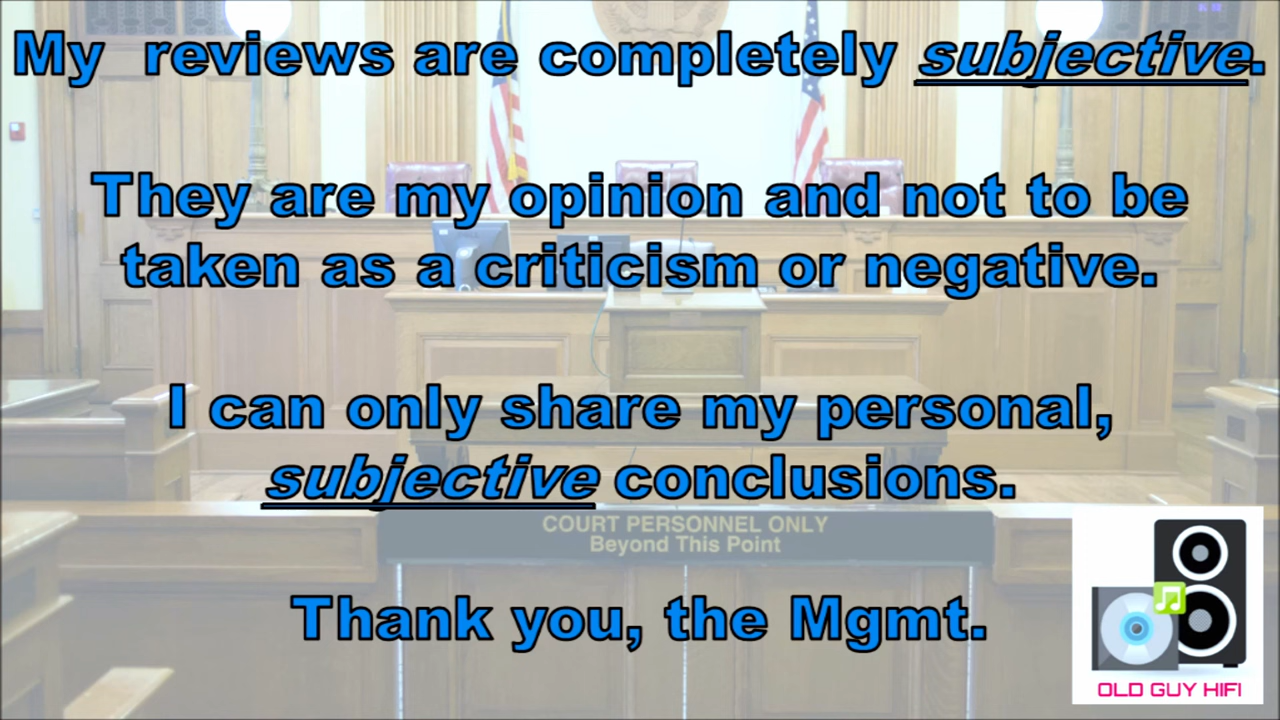 My reviews are completely subjective.
They are my opinion and not to be
taken as a criticism or negative.
I can only share my personal,
subjective conclusions.
COURT PERSONNEL ONLY
Beyond This Point
Thank you, the Mgmt.
OLD GUY HIFI